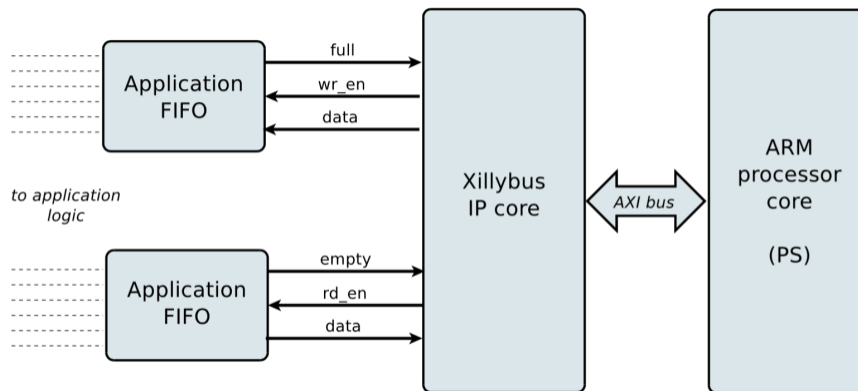 full
Application
FIFO
wr_en
data
to application
logic
Xillybus
IP core
AXI bus
ARM
processor
core
(PS)
empty
Application
FIFO
rd_en
data